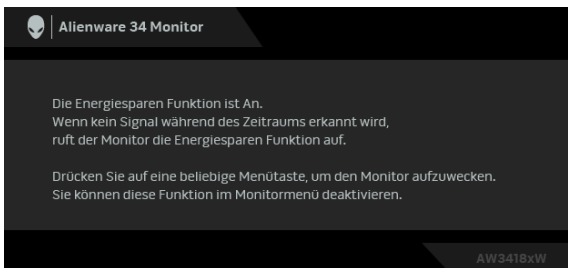 Alienware 34 Monitor
Die Energiesparen Funktion ist An.
Wenn kein Signal während des Zeitraums erkannt wird,
ruft der Monitor die Energiesparen Funktion auf.
Drücken Sie auf eine beliebige Menütaste, um den Monitor aufzuwecken.
Sie können diese Funktion im Monitormenü deaktivieren.
AW3418xW